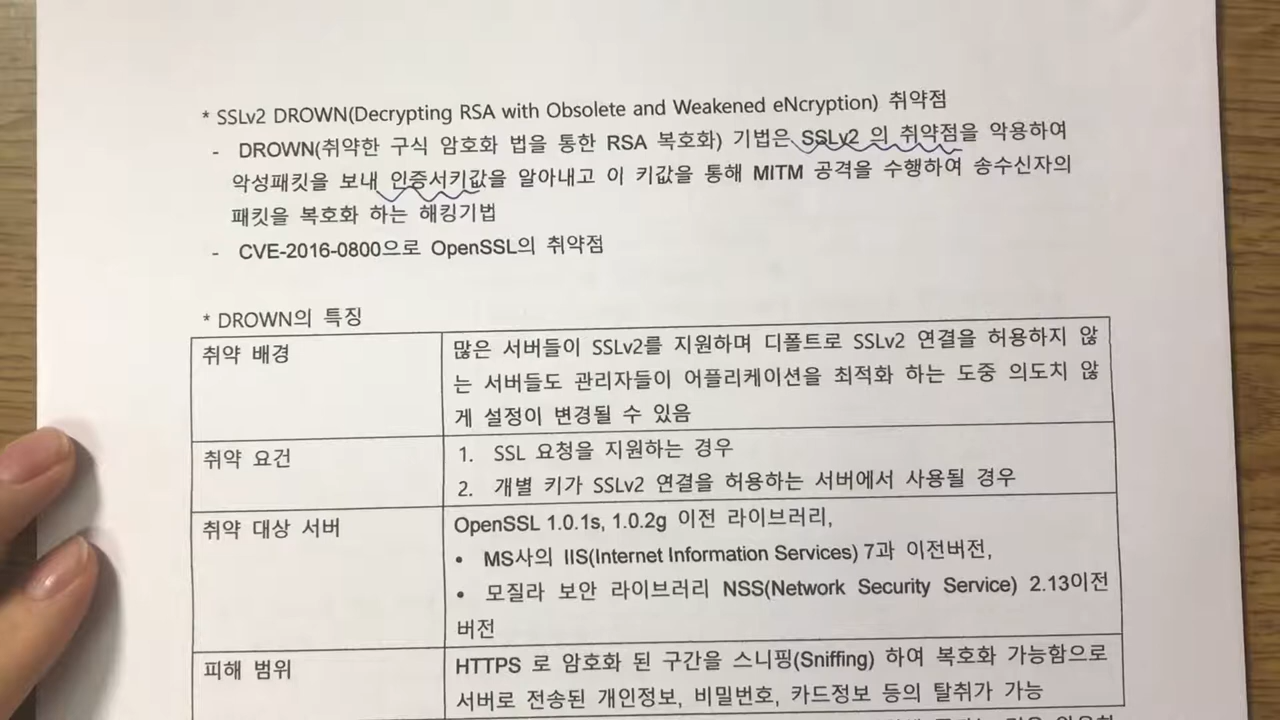 * SSLv2 DROWN(Decrypting RSA with Obsolete and Weakened eNcryption) 취약점
- DROWN(취약한 구식 암호화 법을 통한 RSA 복호화) 기법은 SSLv2 의 취약점을 악용하여
악성패킷을 보내 인증서키값을 알아내고 이 키값을 통해 MITM 공격을 수행하여 송수신자의
패킷을 복호화 하는 해킹기법
- CVE-2016-0800으로 OpenSSL의 취약점
* DROWN의 특징
취약 배경
많은 서버들이 SSLv2를 지원하며 디폴트로 SSLv2 연결을 허용하지 않
는 서버들도 관리자들이 어플리케이션을 최적화 하는 도중 의도치 않
게 설정이 변경될 수 있음
취약 요건
1. SSL 요청을 지원하는 경우
2. 개별 키가 SSLv2 연결을 허용하는 서버에서 사용될 경우
취약 대상 서버
OpenSSL 1.0.1s, 1.0.2g 이전 라이브러리,
• MS사의 IIS(Internet Information Services) 7과 이전버전,
• 모질라 보안 라이브러리 NSS(Network Security Service) 2.13이전
버전
피해 범위
HTTPS 로 암호화 된 구간을 스니핑(Sniffing) 하여 복호화 가능함으로
서버로 전송된 개인정보, 비밀번호, 카드정보 등의 탈취가 가능